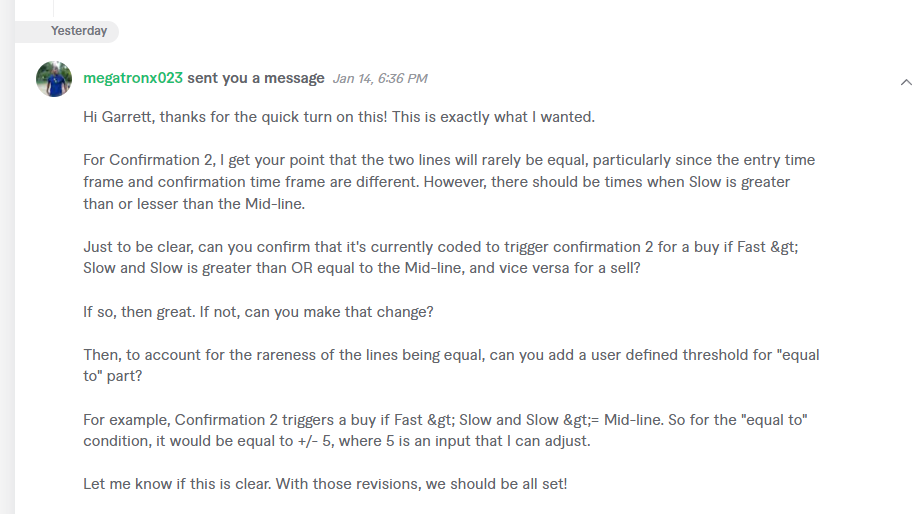 Yesterday
megatronx023 sent you a message Jan 14, 6:36 PM
Hi Garrett, thanks for the quick turn on this! This is exactly what I wanted.
For Confirmation 2, I get your point that the two lines will rarely be equal, particularly since the entry time
frame and confirmation time frame are different. However, there should be times when Slow is greater
than or lesser than the Mid-line.
Just to be clear, can you confirm that it's currently coded to trigger confirmation 2 for a buy if Fast &gt;
Slow and Slow is greater than OR equal to the Mid-line, and vice versa for a sell?
If so, then great. If not, can you make that change?
Then, to account for the rareness of the lines being equal, can you add a user defined threshold for "equal
to" part?
For example, Confirmation 2 triggers a buy if Fast &gt; Slow and Slow &gt;= Mid-line. So for the "equal to"
condition, it would be equal to +/- 5, where 5 is an input that I can adjust.
Let me know if this is clear. With those revisions, we should be all set!